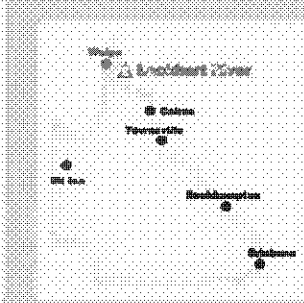 Weipa
Lockhart River
Cairns
Townsville
Mt Isa
Rockhampton
Brisbane